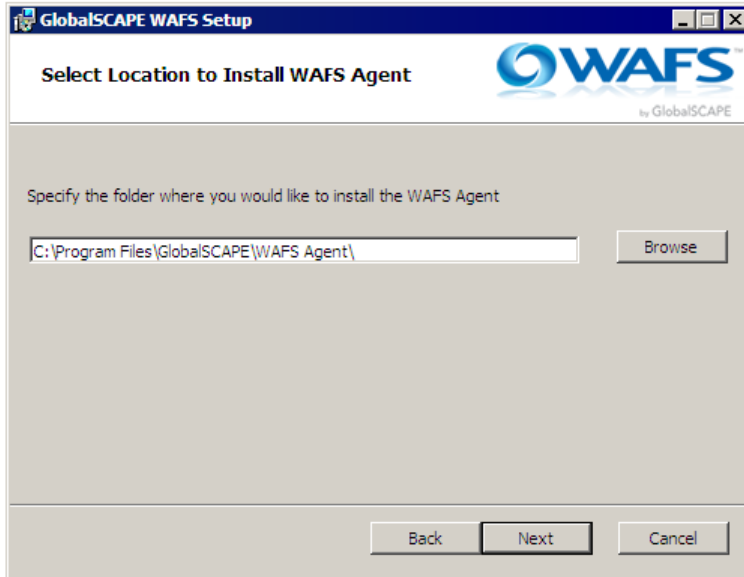 GlobalSCAPE WAFS Setup
Select Location to Install WAFS Agent
WAFS™
by GlobalSCAPE
Specify the folder where you would like to install the WAFS Agent
C:\Program Files\GlobalSCAPE\WAFS Agent\
Browse
Back Next Cancel